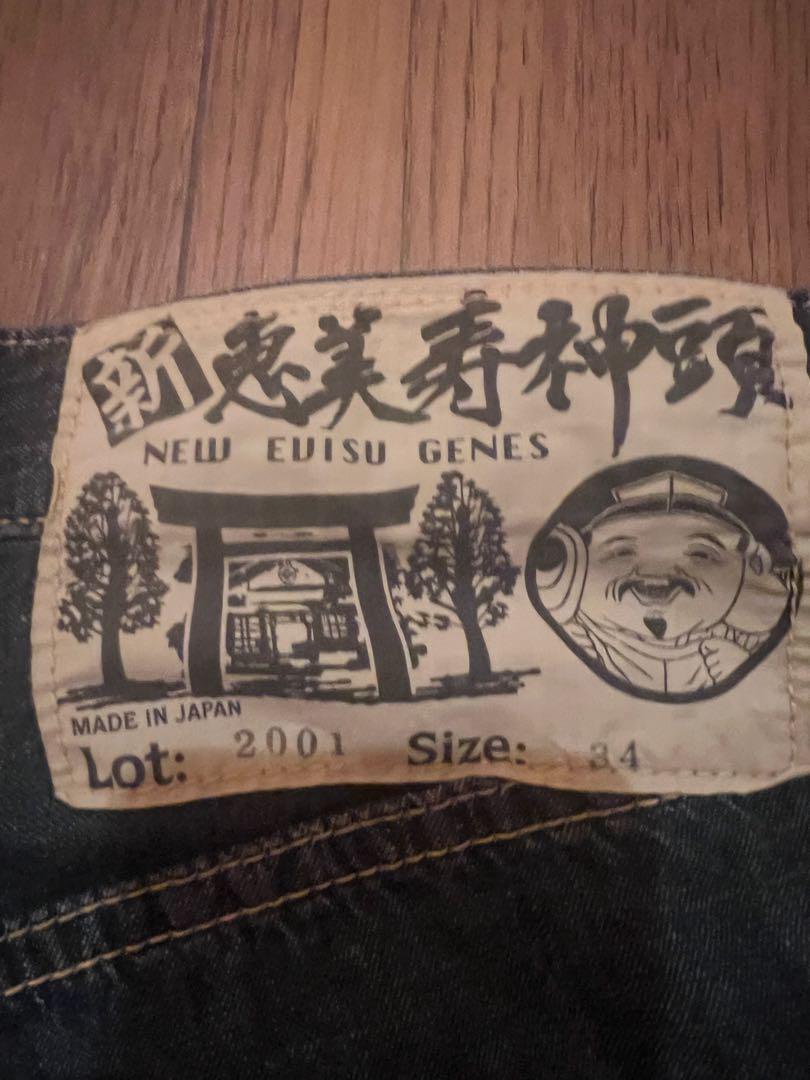 新 恵美寿神頭
NEW EVISU GENES
MADE IN JAPAN
Lot: 2001 Size: 34